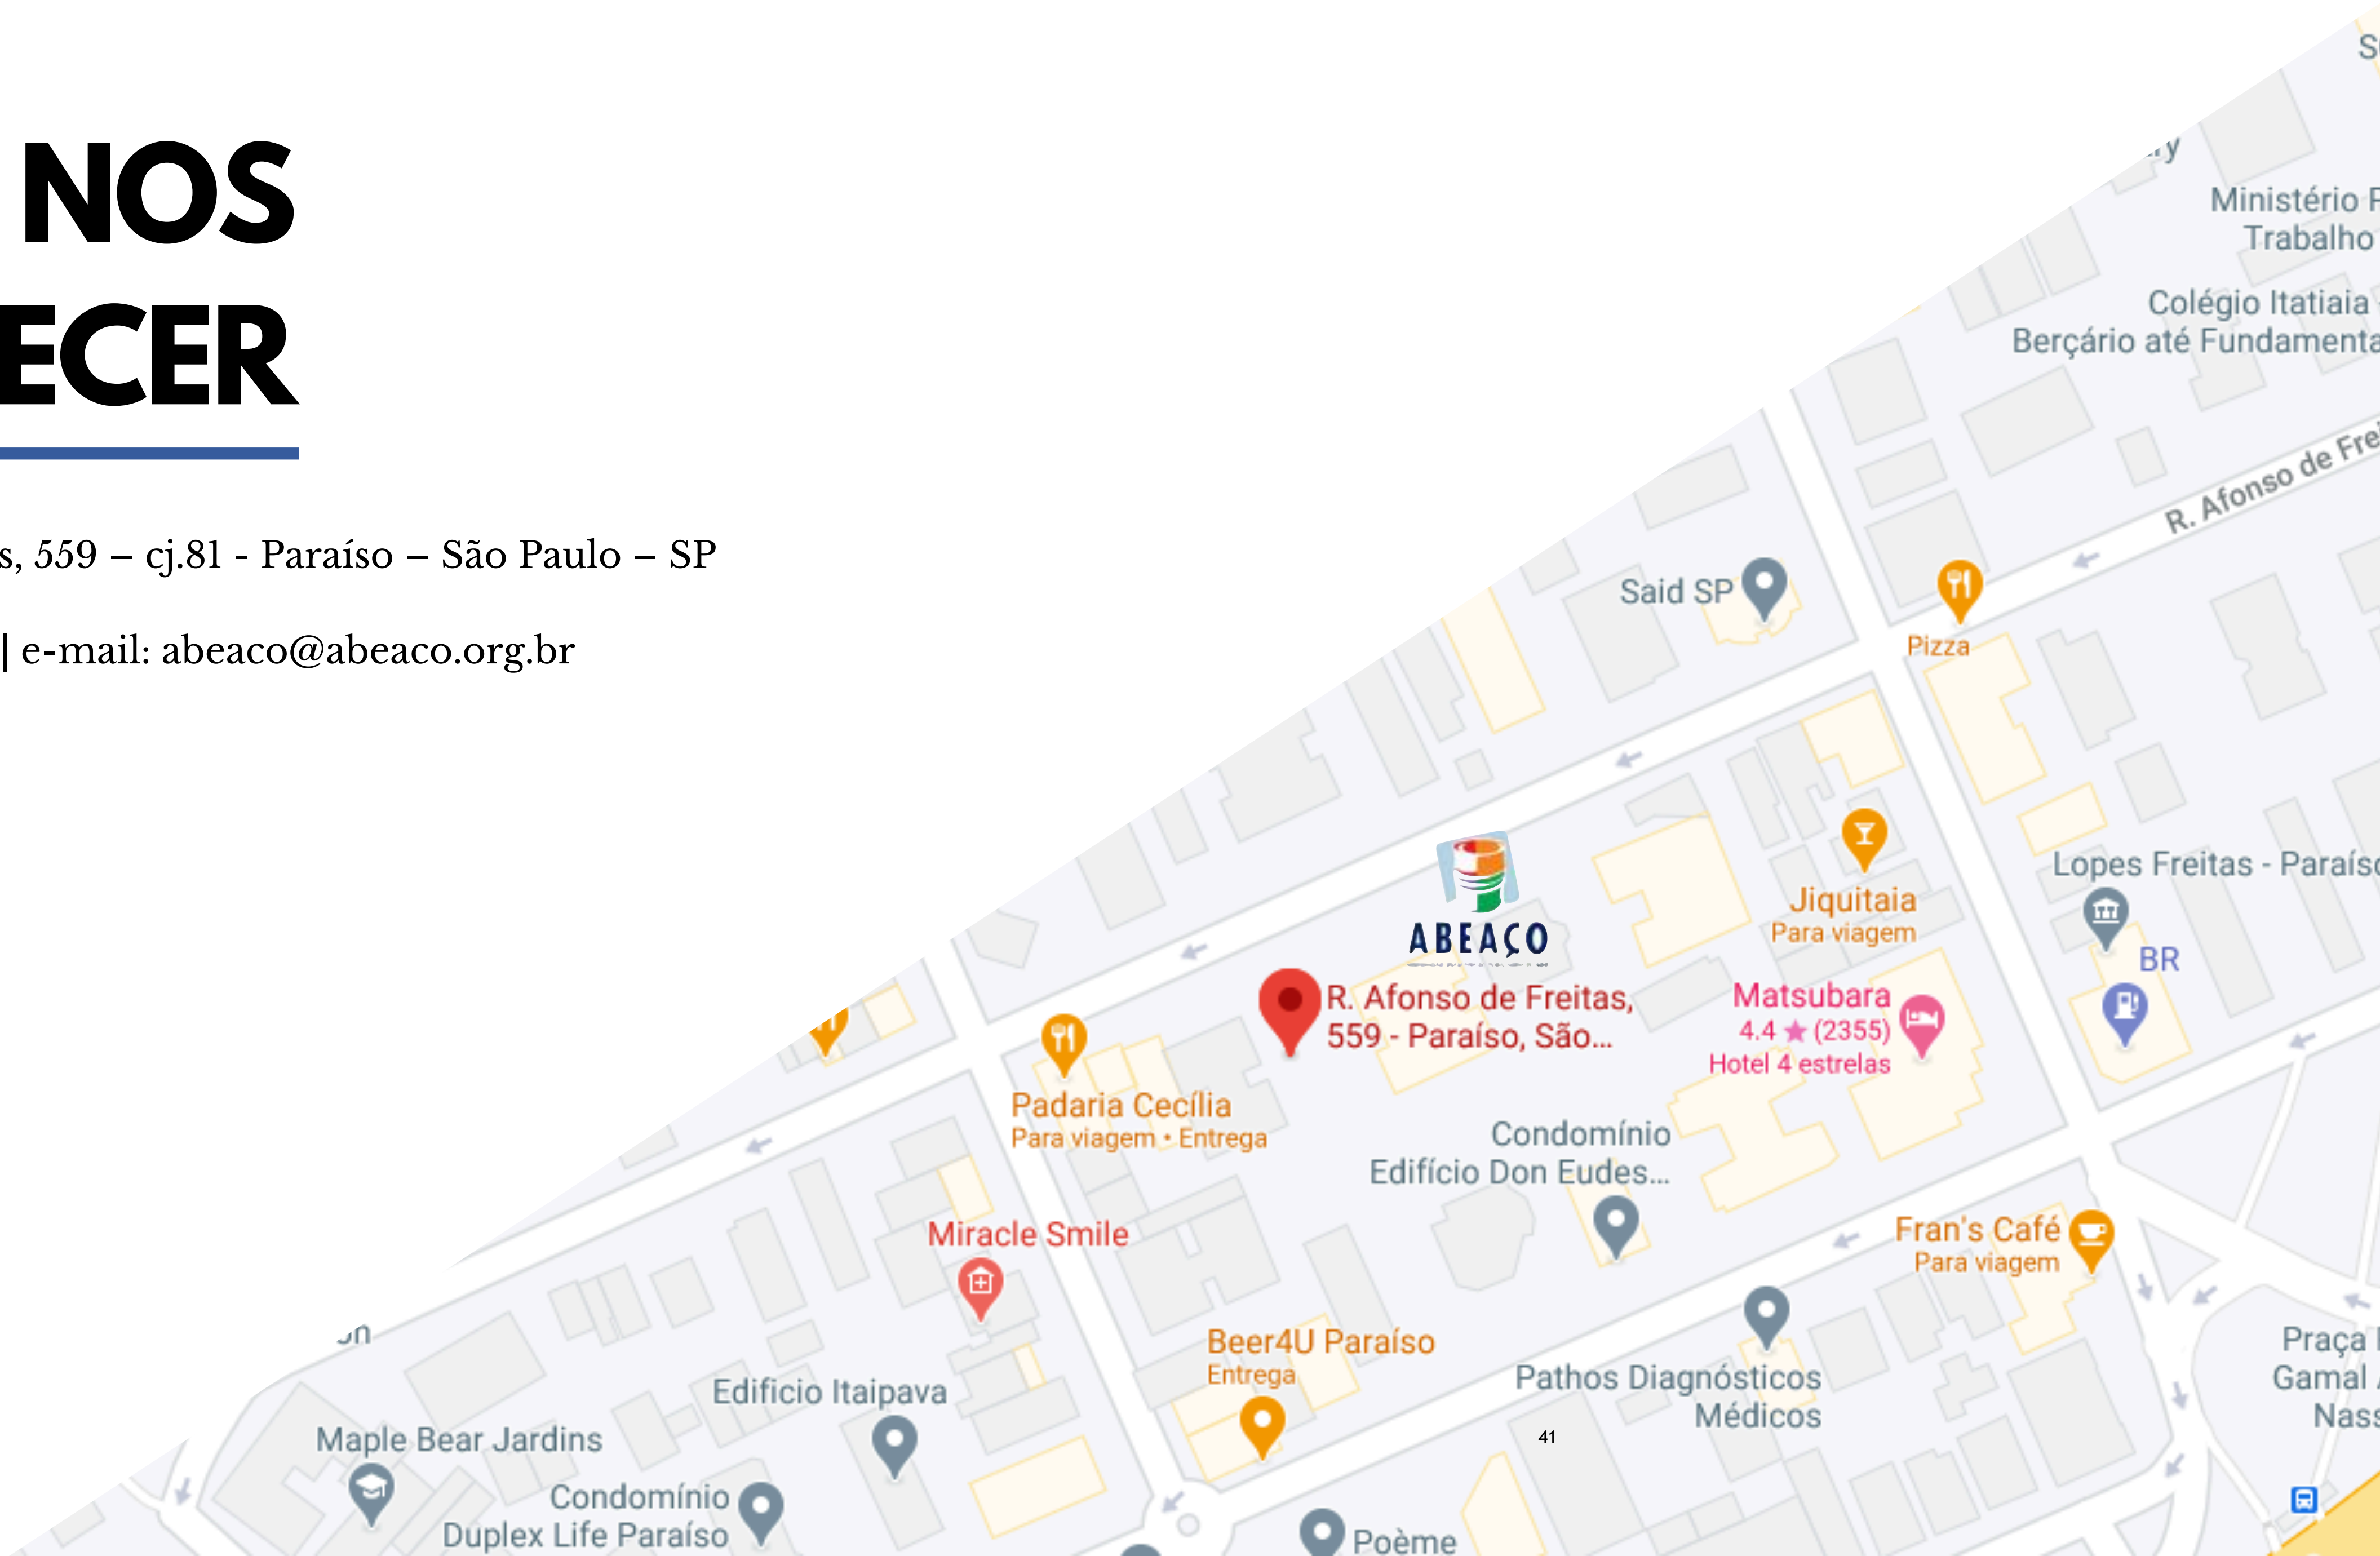 NOS
ECER
s, 559 – cj.81 - Paraíso – São Paulo – SP
| e-mail: abeaco@abeaco.org.br
S
ry
Ministério P
Trabalho
Colégio Itatiaia -
Berçário até Fundamenta
R. Afonso de Frei
Said SP
Pizza
Jiquitaia
Para viagem
Lopes Freitas - Paraíso
BR
ABEAÇO
R. Afonso de Freitas,
559 - Paraíso, São...
Matsubara
4.4 ★ (2355)
Hotel 4 estrelas
Padaria Cecília
Para viagem • Entrega
Condomínio
Edifício Don Eudes...
Miracle Smile
Fran's Café
Para viagem
Beer4U Paraíso
Entrega
Pathos Diagnósticos
Médicos
Praça
Gamal A
Nass
Edificio Itaipava
Maple Bear Jardins
41
Condomínio
Duplex Life Paraíso
Poème